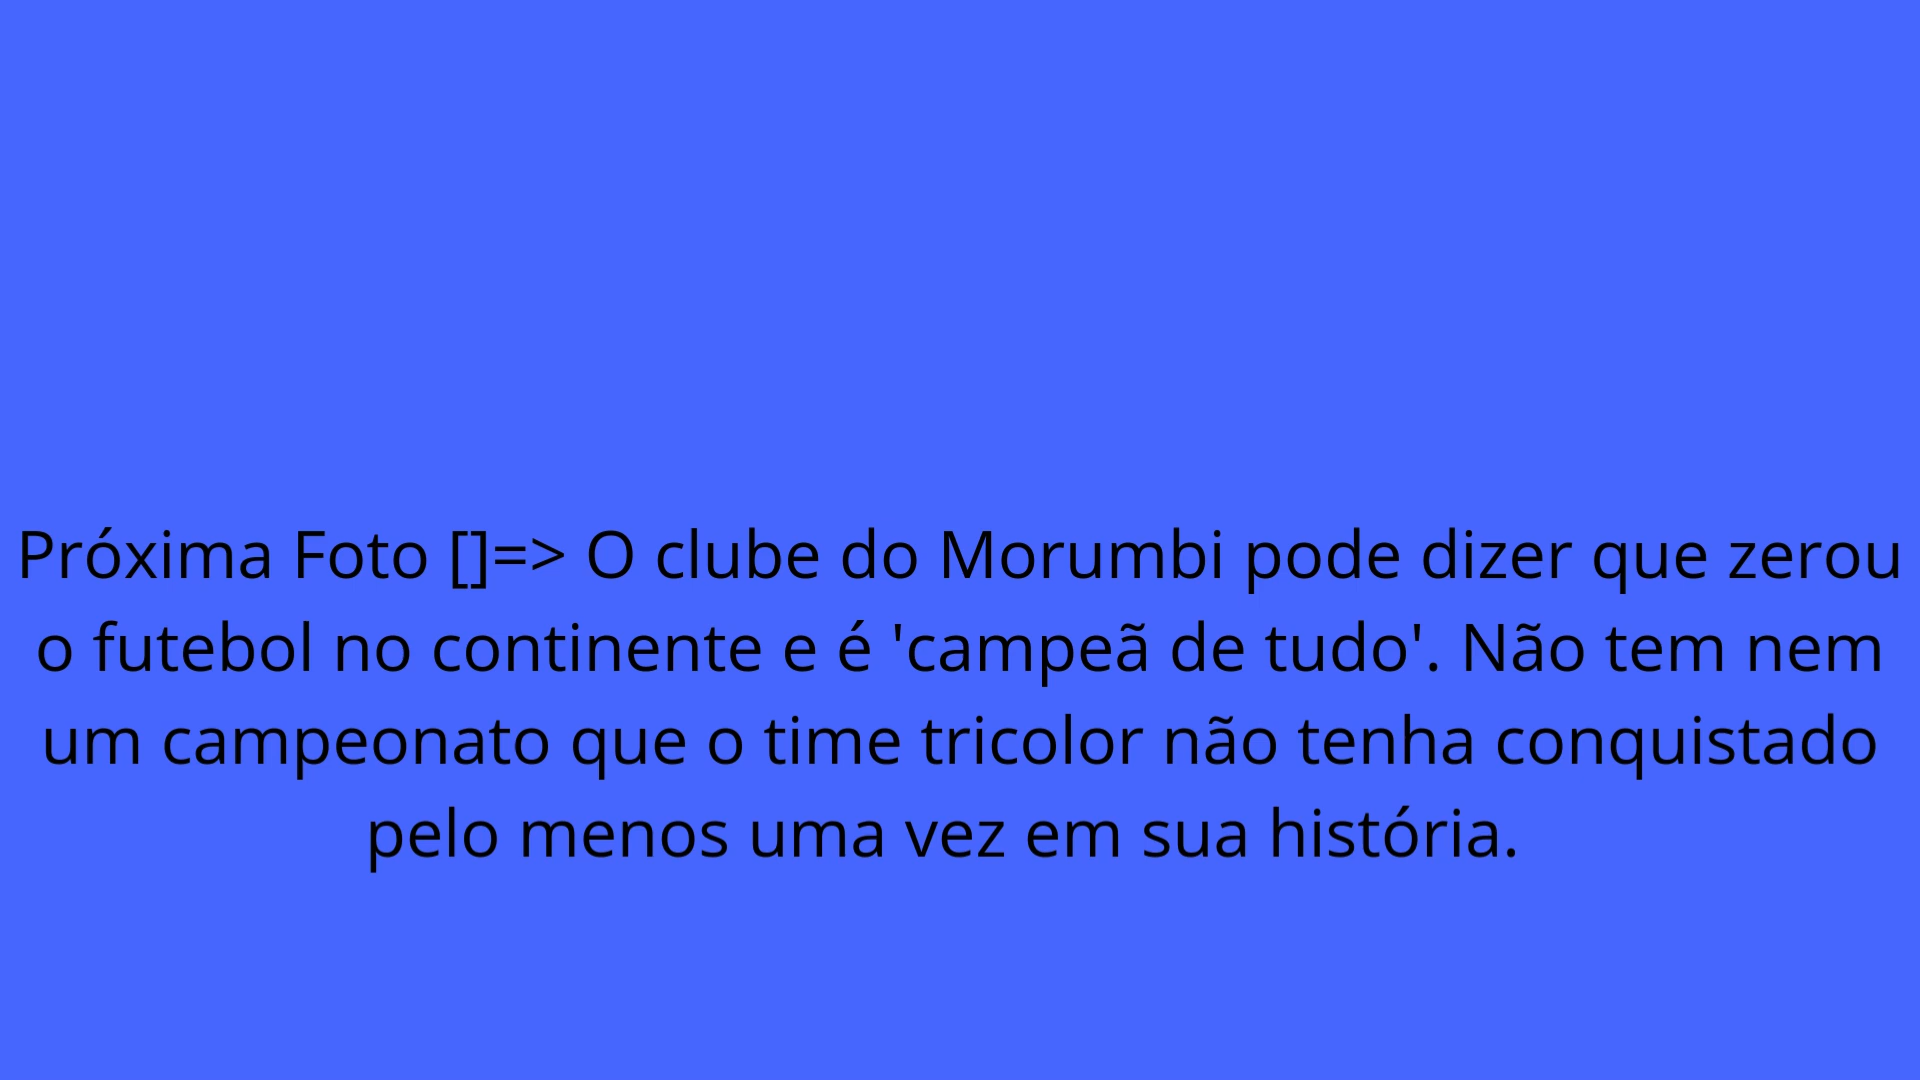 Próxima Foto []=> O clube do Morumbi pode dizer que zerou
o futebol no continente e é 'campeã de tudo'. Não tem nem
um campeonato que o time tricolor não tenha conquistado
pelo menos uma vez em sua história.